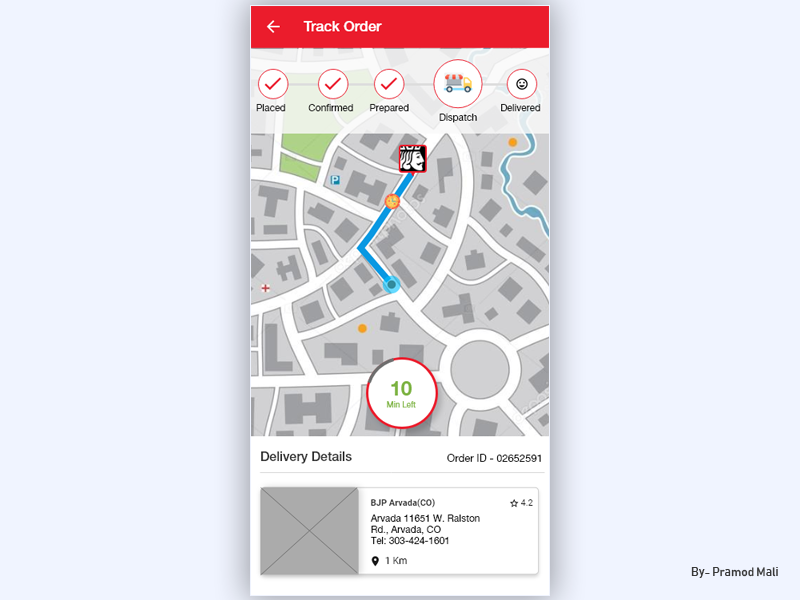 Track Order
Placed
Confirmed
Prepared
Dispatch
Delivered
P
10
Min Left
Delivery Details
Order ID - 02652591
BJP Arvada(CO)
4.2
Arvada 11651 W. Ralston
Rd., Arvada, CO
Tel: 303-424-1601
1 Km
By- Pramod Mali